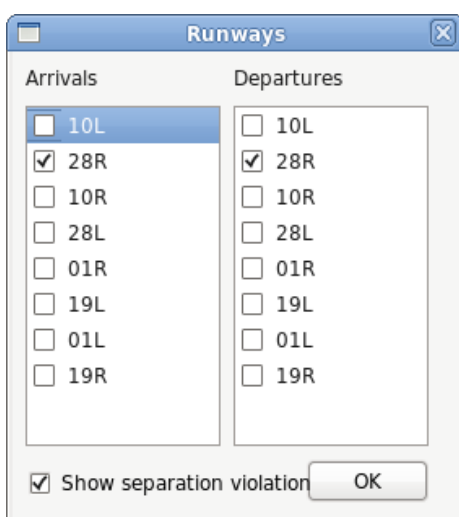 Runways
Arrivals
Departures
10L
28R
10R
28L
01R
19L
01L
19R
10L
28R
10R
28L
01R
19L
01L
19R
Show separation violation
OK